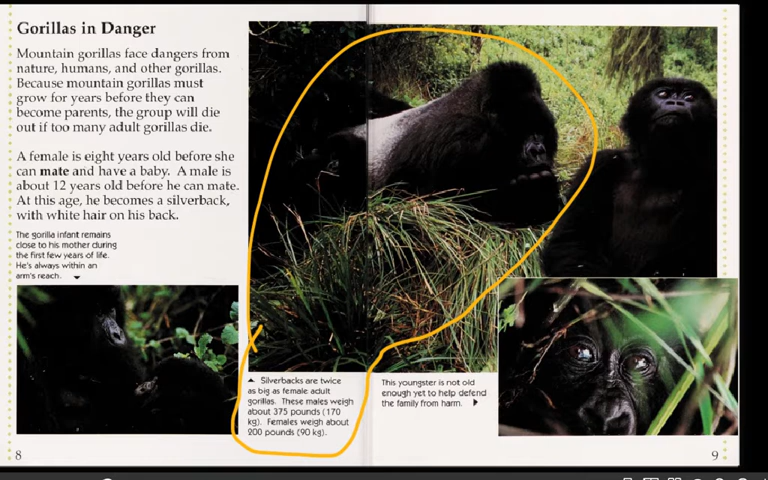 Gorillas in Danger
Mountain gorillas face dangers from
nature, humans, and other gorillas.
Because mountain gorillas must
grow for years before they can
become parents, the group will die
out if too many adult gorillas die.
A female is eight years old before she
can mate and have a baby. A male is
about 12 years old before he can mate.
At this age, he becomes a silverback,
with white hair on his back.
The gorilla infant remains
close to his mother during
the first few years of life.
He's always within an
arm's reach.
Silverbacks are twice
as big as female adult
gorillas. These males weigh
about 375 pounds (170
kg). Females weigh about
200 pounds (90 kg).
This youngster is not old
enough yet to help defend
the family from harm.
8
9